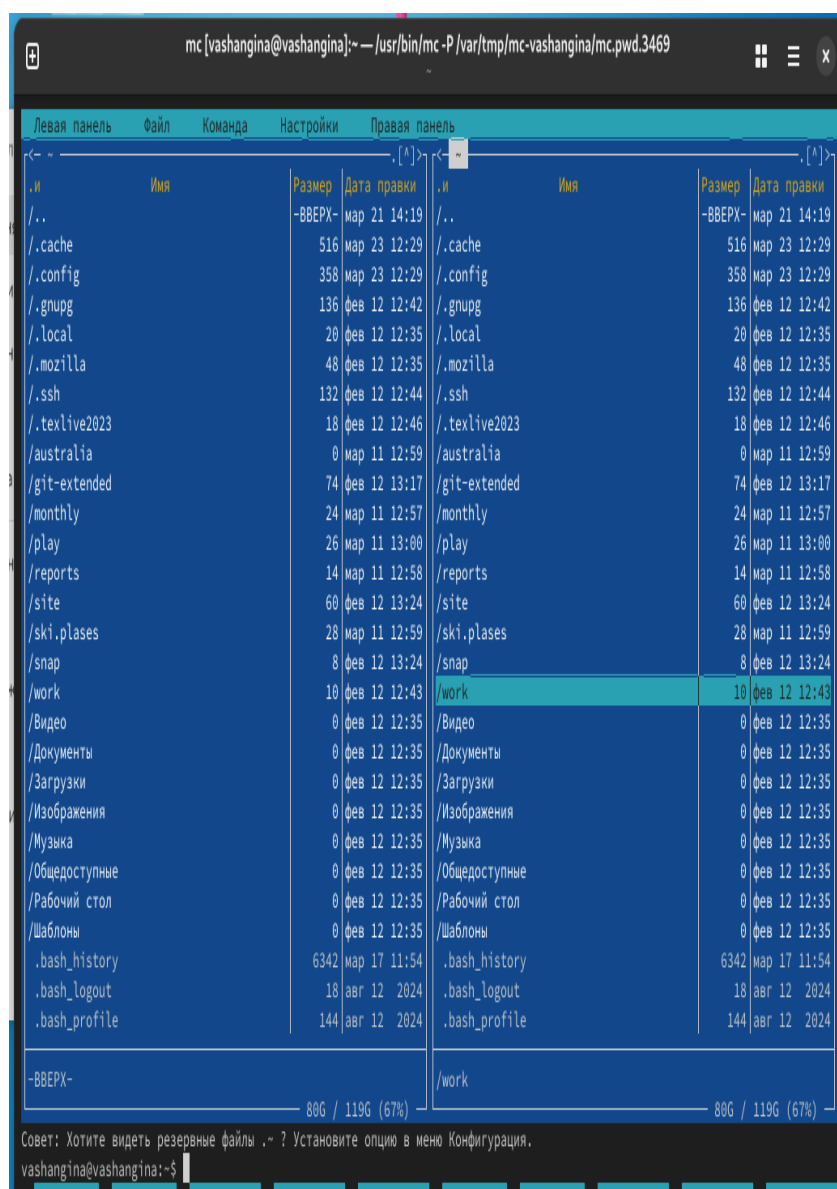 mc [vashangina@vashangina]:~ — /usr/bin/mc -P /var/tmp/mc-vashangina/mc.pwd.3469
~
Левая панель Файл Команда Настройки Правая панель
<- ~ .[^]> <- ~ .[^]>
.и Имя Размер Дата правки .и Имя Размер Дата правки
/.. -ВВЕРХ- мар 21 14:19 /.. -ВВЕРХ- мар 21 14:19
/.cache 516 мар 23 12:29 /.cache 516 мар 23 12:29
/.config 358 мар 23 12:29 /.config 358 мар 23 12:29
/.gnupg 136 фев 12 12:42 /.gnupg 136 фев 12 12:42
/.local 20 фев 12 12:35 /.local 20 фев 12 12:35
/.mozilla 48 фев 12 12:35 /.mozilla 48 фев 12 12:35
/.ssh 132 фев 12 12:44 /.ssh 132 фев 12 12:44
/.texlive2023 18 фев 12 12:46 /.texlive2023 18 фев 12 12:46
/australia 0 мар 11 12:59 /australia 0 мар 11 12:59
/git-extended 74 фев 12 13:17 /git-extended 74 фев 12 13:17
/monthly 24 мар 11 12:57 /monthly 24 мар 11 12:57
/play 26 мар 11 13:00 /play 26 мар 11 13:00
/reports 14 мар 11 12:58 /reports 14 мар 11 12:58
/site 60 фев 12 13:24 /site 60 фев 12 13:24
/ski.plases 28 мар 11 12:59 /ski.plases 28 мар 11 12:59
/snap 8 фев 12 13:24 /snap 8 фев 12 13:24
/work 10 фев 12 12:43 /work 10 фев 12 12:43
/Видео 0 фев 12 12:35 /Видео 0 фев 12 12:35
/Документы 0 фев 12 12:35 /Документы 0 фев 12 12:35
/Загрузки 0 фев 12 12:35 /Загрузки 0 фев 12 12:35
/Изображения 0 фев 12 12:35 /Изображения 0 фев 12 12:35
/Музыка 0 фев 12 12:35 /Музыка 0 фев 12 12:35
/Общедоступные 0 фев 12 12:35 /Общедоступные 0 фев 12 12:35
/Рабочий стол 0 фев 12 12:35 /Рабочий стол 0 фев 12 12:35
/Шаблоны 0 фев 12 12:35 /Шаблоны 0 фев 12 12:35
.bash_history 6342 мар 17 11:54 .bash_history 6342 мар 17 11:54
.bash_logout 18 авг 12 2024 .bash_logout 18 авг 12 2024
.bash_profile 144 авг 12 2024 .bash_profile 144 авг 12 2024
-ВВЕРХ- /work
80G / 119G (67%) 80G / 119G (67%)
Совет: Хотите видеть резервные файлы .~ ? Установите опцию в меню Конфигурация.
vashangina@vashangina:~$